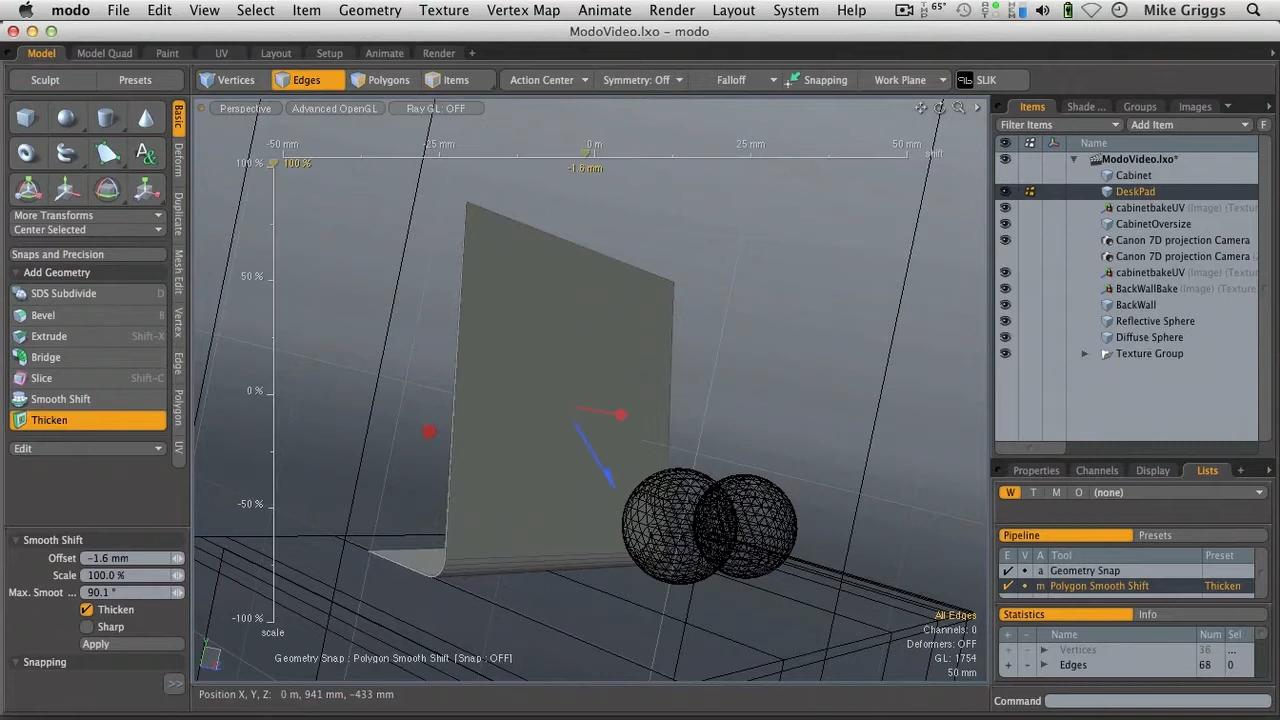 modo File Edit View Select Item Geometry Texture Vertex Map Animate Render Layout System Help 65° Mike Griggs
ModoVideo.lxo - modo
Model Model Quad Paint UV Layout Setup Animate Render
Sculpt Presets Vertices Edges Polygons Items Action Center Symmetry: Off Falloff Snapping Work Plane SLIK
Perspective Advanced OpenGL Ray GL: OFF
Items Shade ... Groups Images
Filter Items Add Item F
Name
ModoVideo.lxo*
Cabinet
DeskPad
cabinetbakeUV (Image) (Textur
CabinetOversize
Canon 7D projection Camera
Canon 7D projection Camera
cabinetbakeUV (Image) (Textur
BackWallBake (Image) (Texture
BackWall
Reflective Sphere
Diffuse Sphere
Texture Group
Basic
Deform
Duplicate
Mesh Edit
Vertex
Edge
Polygon
UV
More Transforms
Center Selected
Snaps and Precision
Add Geometry
SDS Subdivide D
Bevel B
Extrude Shift-X
Bridge
Slice Shift-C
Smooth Shift
Thicken
Edit
Smooth Shift
Offset -1.6 mm
Scale 100.0 %
Max. Smoot ... 90.1 °
Thicken
Sharp
Apply
Snapping
>>
-50 mm -25 mm 0 m 25 mm 50 mm shift
-1.6 mm
100 % 100 %
50 %
0 %
-50 %
-100 %
scale
All Edges
Channels: 0
Deformers: OFF
GL: 1754
50 mm
Geometry Snap : Polygon Smooth Shift [Snap : OFF]
Position X, Y, Z: 0 m, 941 mm, -433 mm
Properties Channels Display Lists +
W T M O (none)
Pipeline Presets
E V A Tool Preset
a Geometry Snap
m Polygon Smooth Shift Thicken
Statistics Info
Name Num Sel
Vertices 36 ...
Edges 68 0
Command